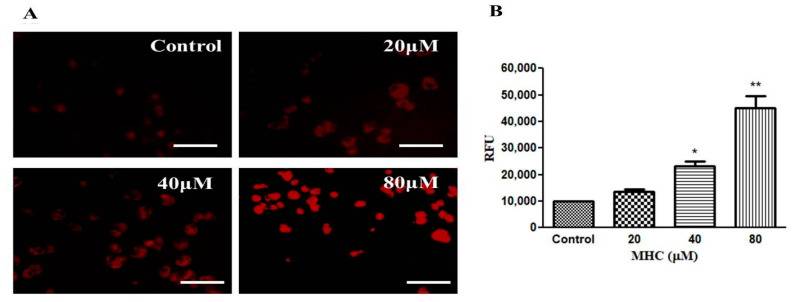 A
Control
20μM
40μM
80μM
B
60,000
50,000
40,000
30,000
20,000
10,000
0
RFU
*
**
Control
20
40
80
MHC (μM)